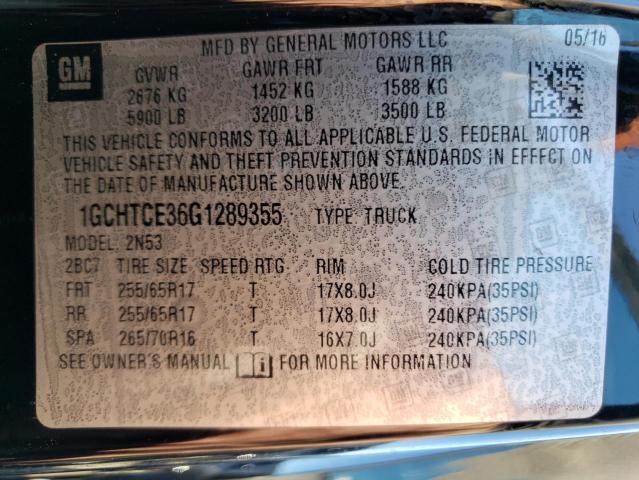 GM
MFD BY GENERAL MOTORS LLC 05/16
GVWR GAWR FRT GAWR RR
2676 KG 1452 KG 1588 KG
5900 LB 3200 LB 3500 LB
THIS VEHICLE CONFORMS TO ALL APPLICABLE U.S. FEDERAL MOTOR
VEHICLE SAFETY AND THEFT PREVENTION STANDARDS IN EFFECT ON
THE DATE OF MANUFACTURE SHOWN ABOVE.
1GCHTCE36G1289355 TYPE: TRUCK
MODEL: 2N53
2BC7 TIRE SIZE SPEED RTG RIM COLD TIRE PRESSURE
FRT 255/65R17 T 17X8.0J 240KPA(35PSI)
RR 255/65R17 T 17X8.0J 240KPA(35PSI)
SPA 265/70R16 T 16X7.0J 240KPA(35PSI)
SEE OWNER'S MANUAL FOR MORE INFORMATION